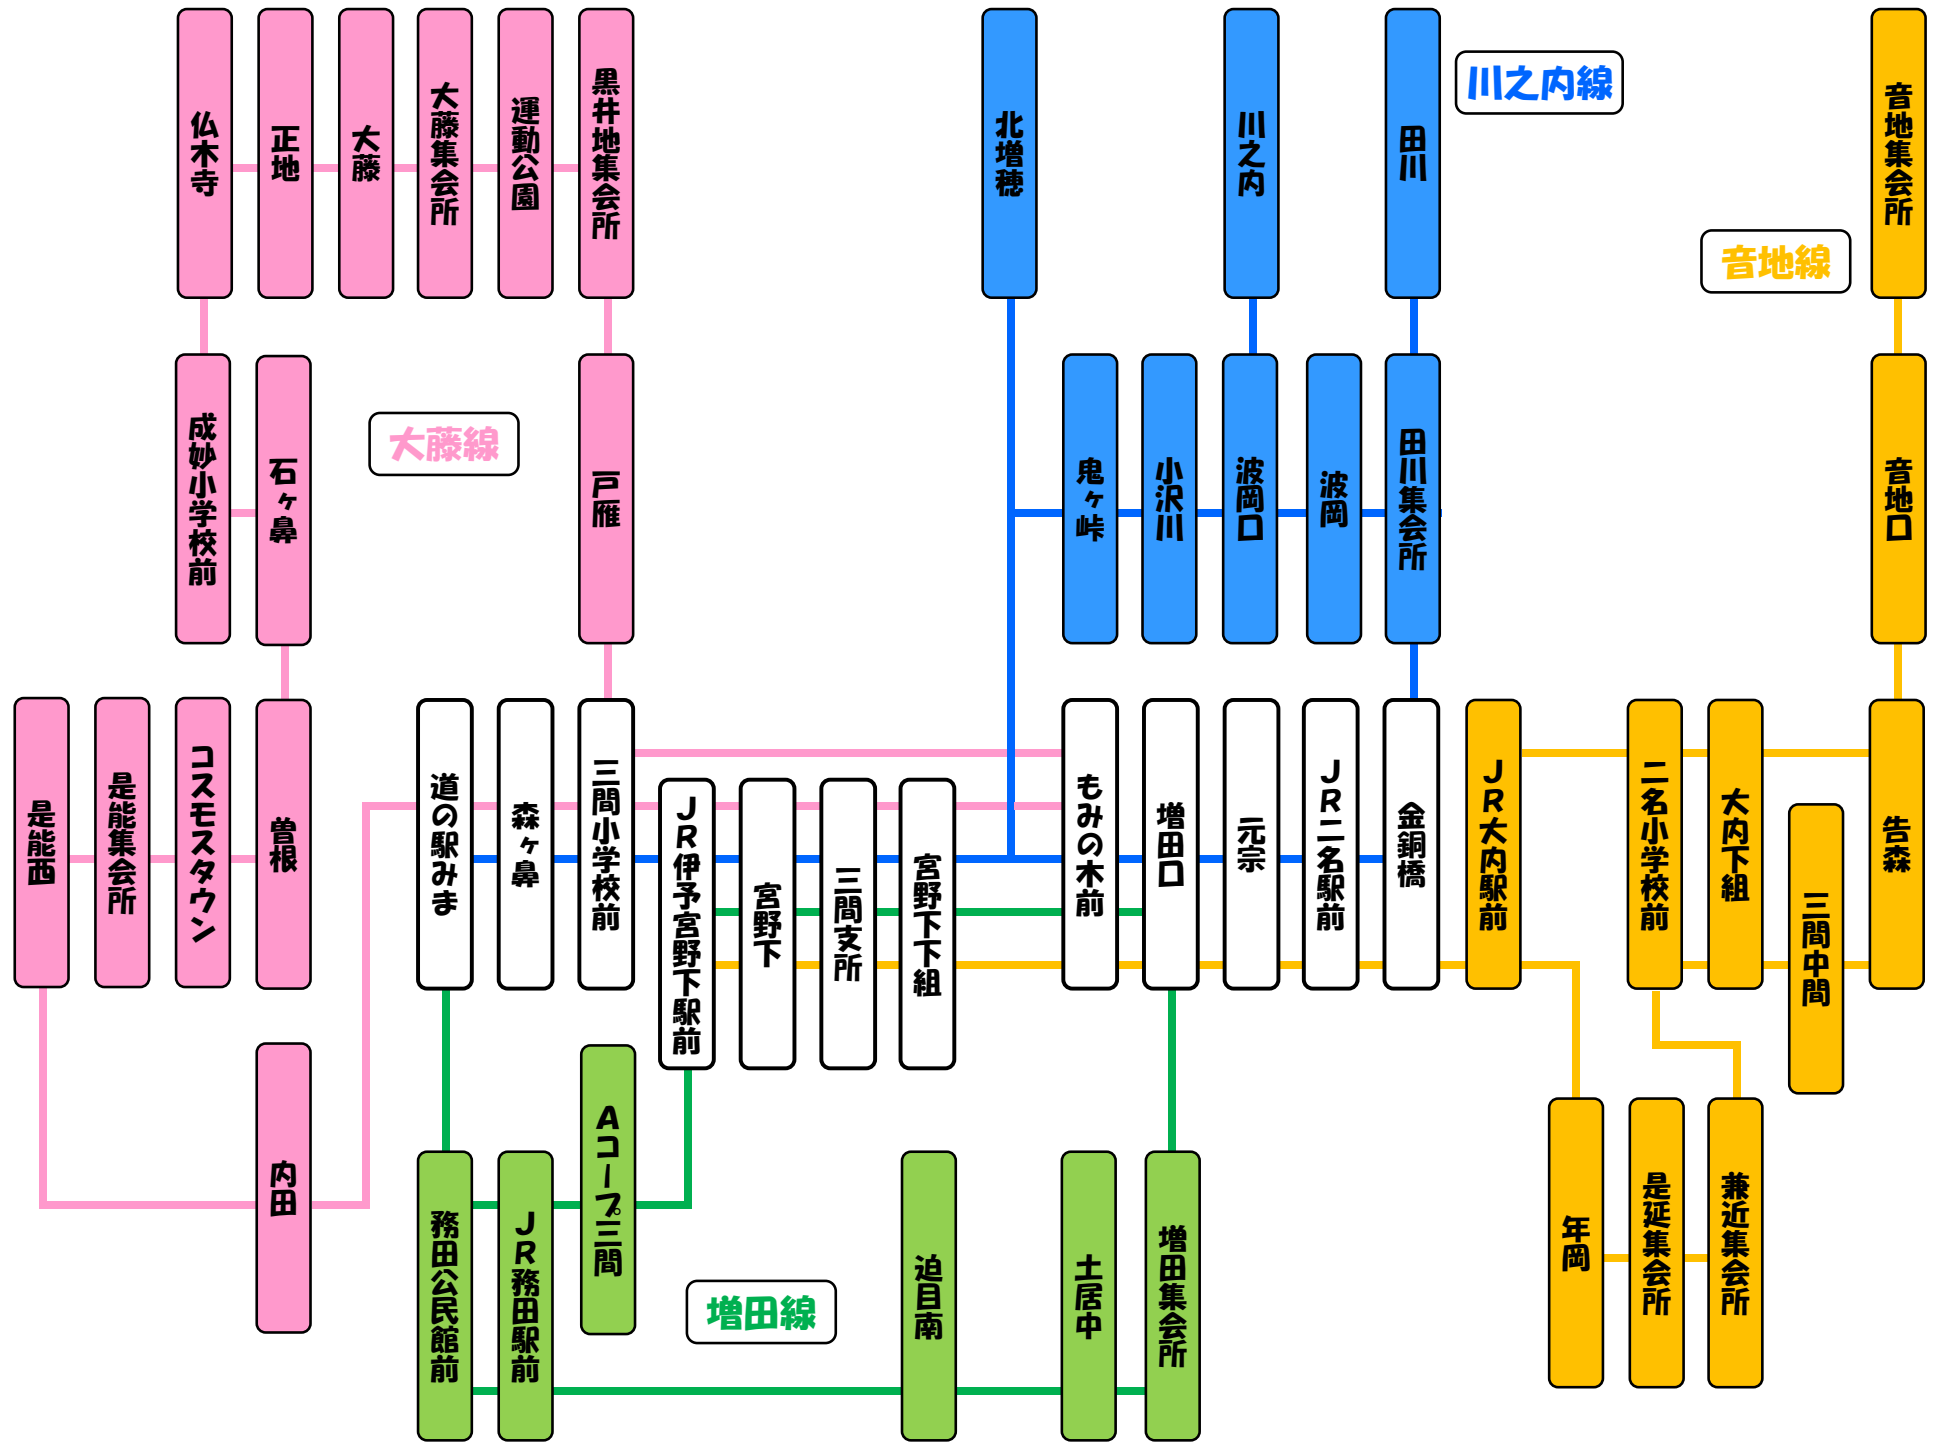 仏木寺
正地
大藤
大藤集会所
運動公園
黒井地集会所
北増穂
川之内
田川
川之内線
音地集会所
音地線
成妙小学校前
石ヶ鼻
大藤線
戸雁
鬼ヶ峠
小沢川
波岡口
波岡
田川集会所
音地口
是能西
是能集会所
コスモスタウン
曽根
道の駅みま
森ヶ鼻
三間小学校前
JR伊予宮野下駅前
宮野下
三間支所
宮野下下組
もみの木前
増田口
元宗
JR二名駅前
金銅橋
JR大内駅前
二名小学校前
大内下組
三間中間
告森
内田
務田公民館前
JR務田駅前
Aコープ三間
増田線
迫目南
土居中
増田集会所
年岡
是延集会所
兼近集会所